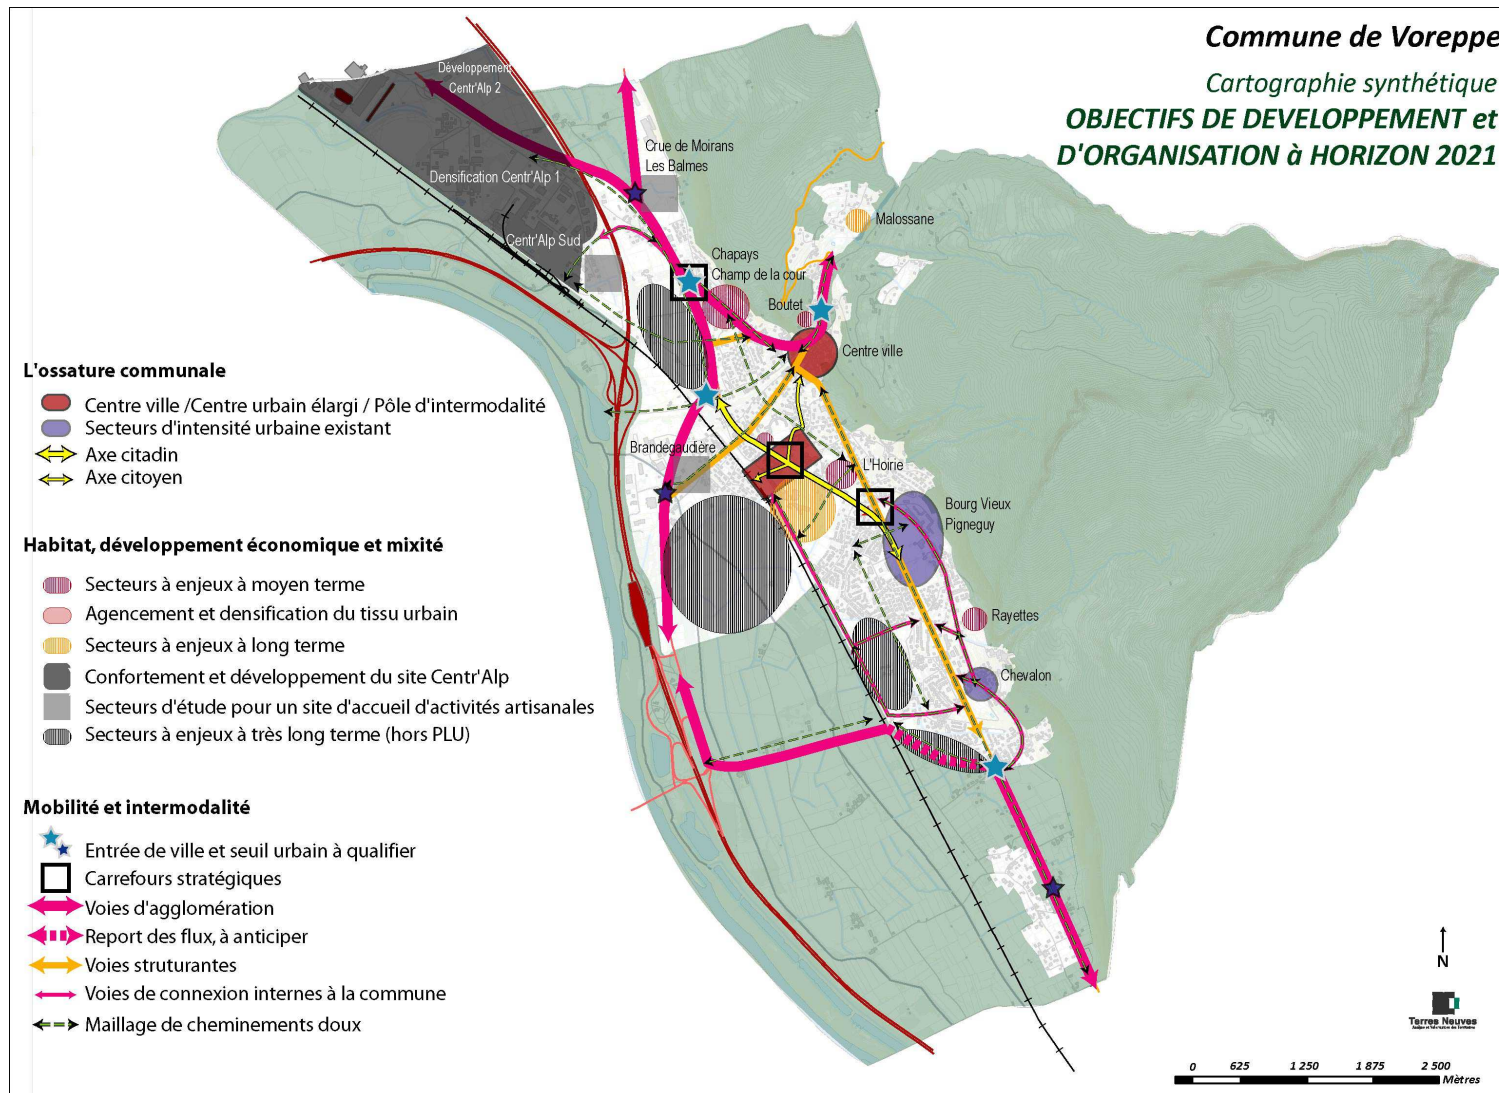 Commune de Voreppe
Cartographie synthétique
OBJECTIFS DE DEVELOPPEMENT et
D'ORGANISATION à HORIZON 2021
Développement
Centr'Alp 2
Densification Centr'Alp 1
Centr'Alp Sud
Crue de Moirans
Les Balmes
Malossane
Chapays
Champ de la cour
Boutet
Centre ville
Brandegaudière
L'Hoirie
Bourg Vieux
Pigneguy
Rayettes
Chevalon
L'ossature communale
Centre ville /Centre urbain élargi / Pôle d'intermodalité
Secteurs d'intensité urbaine existant
Axe citadin
Axe citoyen
Habitat, développement économique et mixité
Secteurs à enjeux à moyen terme
Agencement et densification du tissu urbain
Secteurs à enjeux à long terme
Confortement et développement du site Centr'Alp
Secteurs d'étude pour un site d'accueil d'activités artisanales
Secteurs à enjeux à très long terme (hors PLU)
Mobilité et intermodalité
Entrée de ville et seuil urbain à qualifier
Carrefours stratégiques
Voies d'agglomération
Report des flux, à anticiper
Voies struturantes
Voies de connexion internes à la commune
Maillage de cheminements doux
N
Terres Neuves
0 625 1 250 1 875 2 500
Mètres